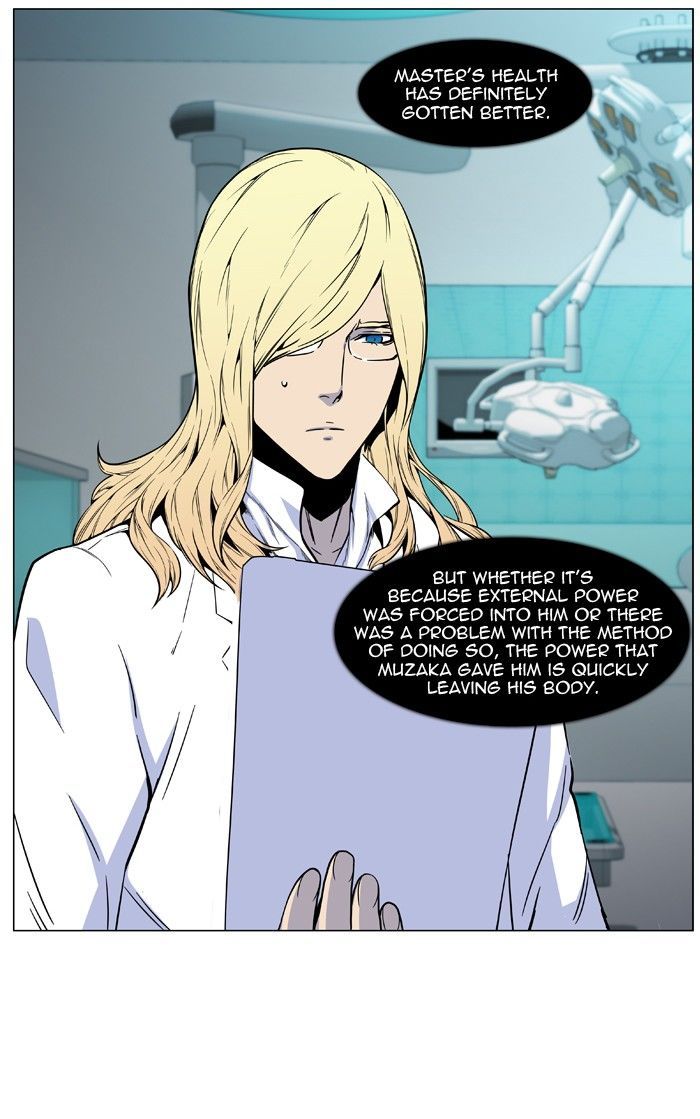 MASTER'S HEALTH
HAS DEFINITELY
GOTTEN BETTER.
BUT WHETHER IT'S
BECAUSE EXTERNAL POWER
WAS FORCED INTO HIM OR THERE
WAS A PROBLEM WITH THE METHOD
OF DOING SO, THE POWER THAT
MUZAKA GAVE HIM IS QUICKLY
LEAVING HIS BODY.